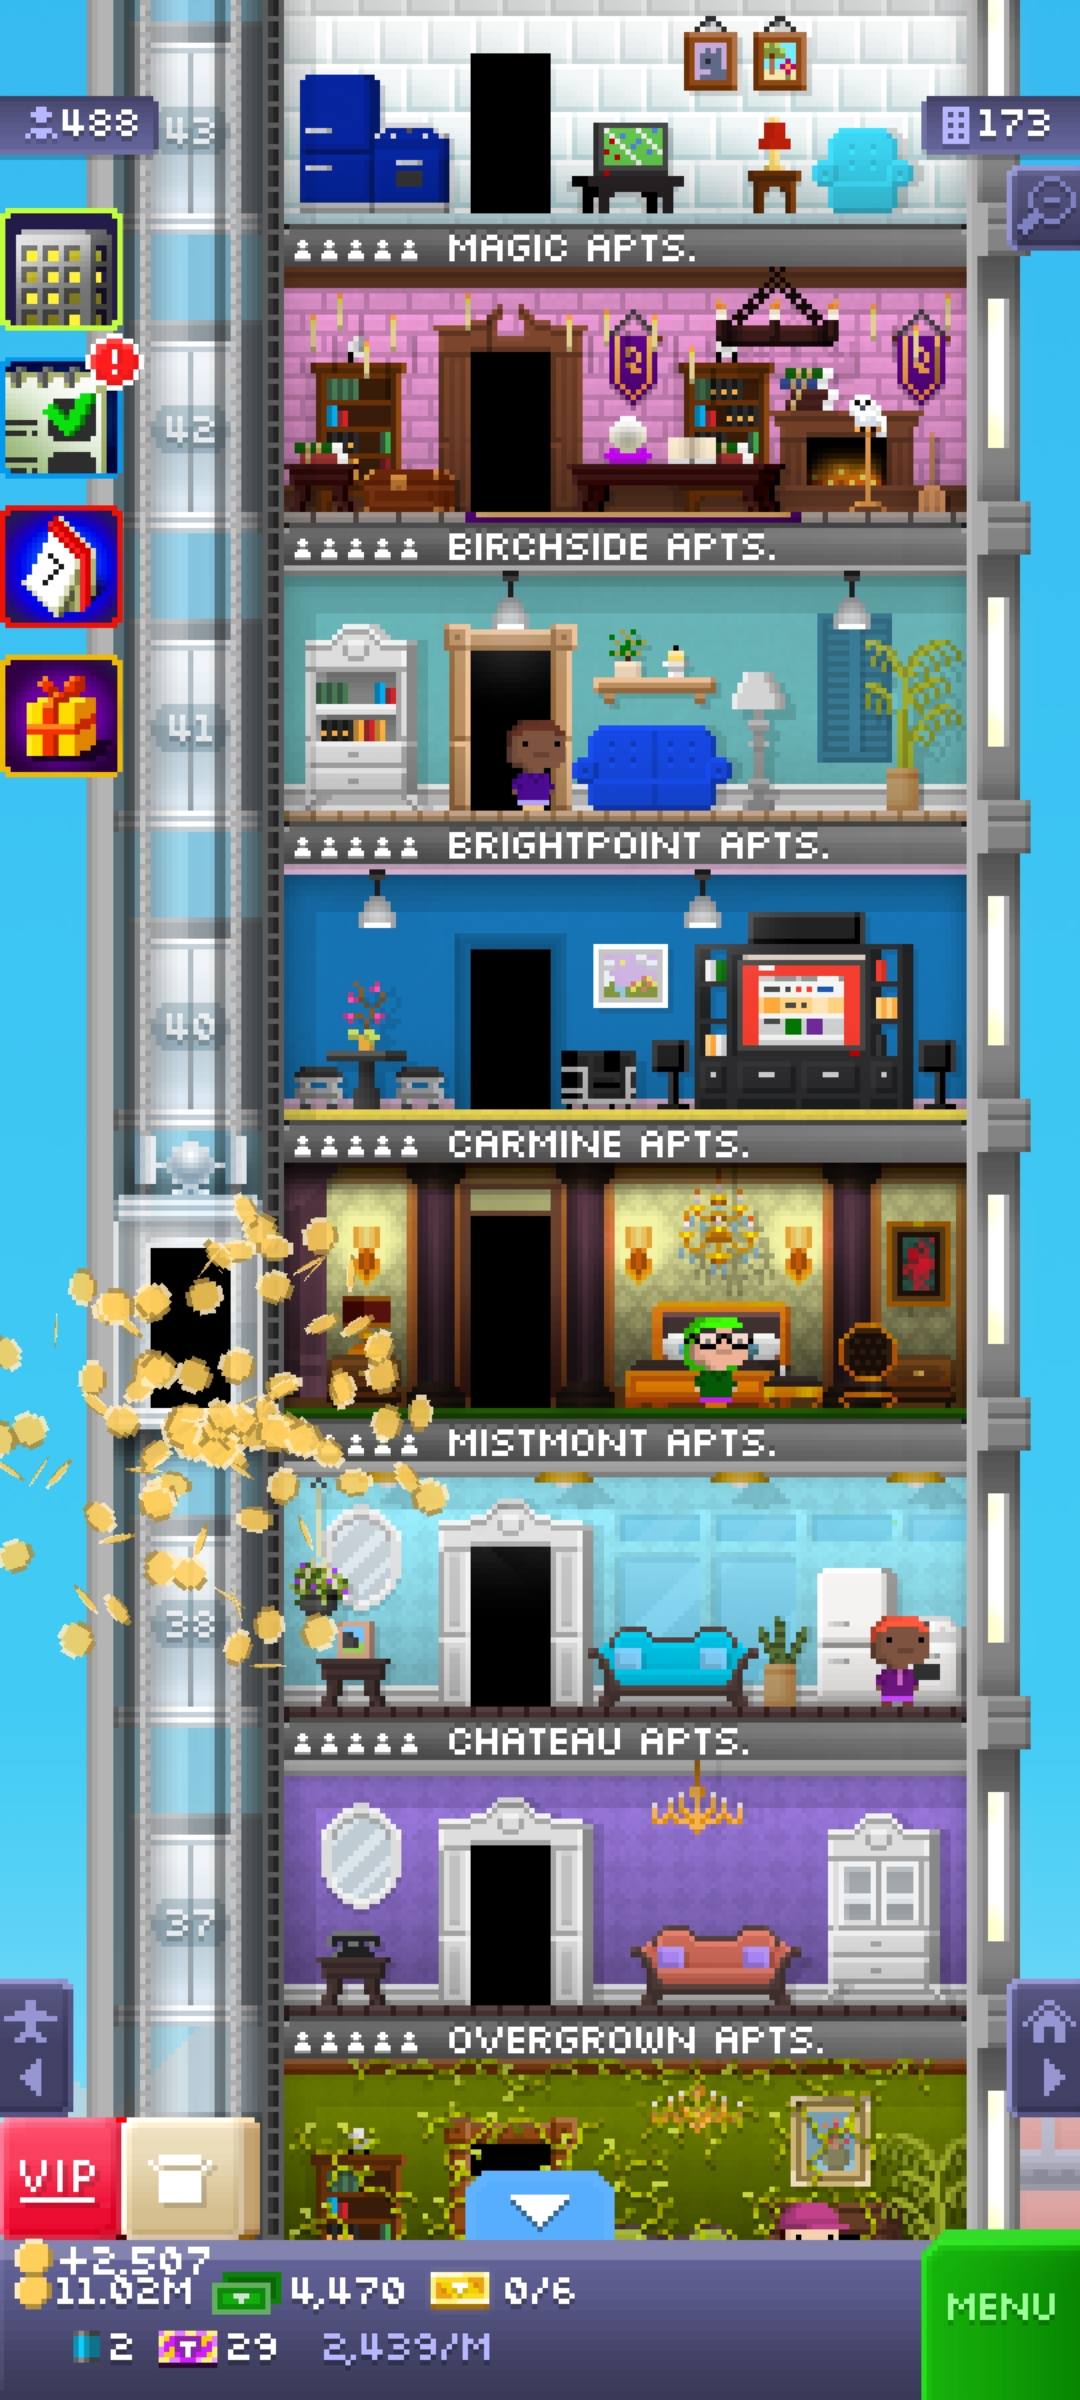 488
43
173
MAGIC APTS.
42
BIRCHSIDE APTS.
41
BRIGHTPOINT APTS.
40
CARMINE APTS.
MISTMONT APTS.
38
CHATEAU APTS.
37
OVERGROWN APTS.
VIP
+2,507
11.02M 4,470 0/6
MENU
2 T 29 2,439/M